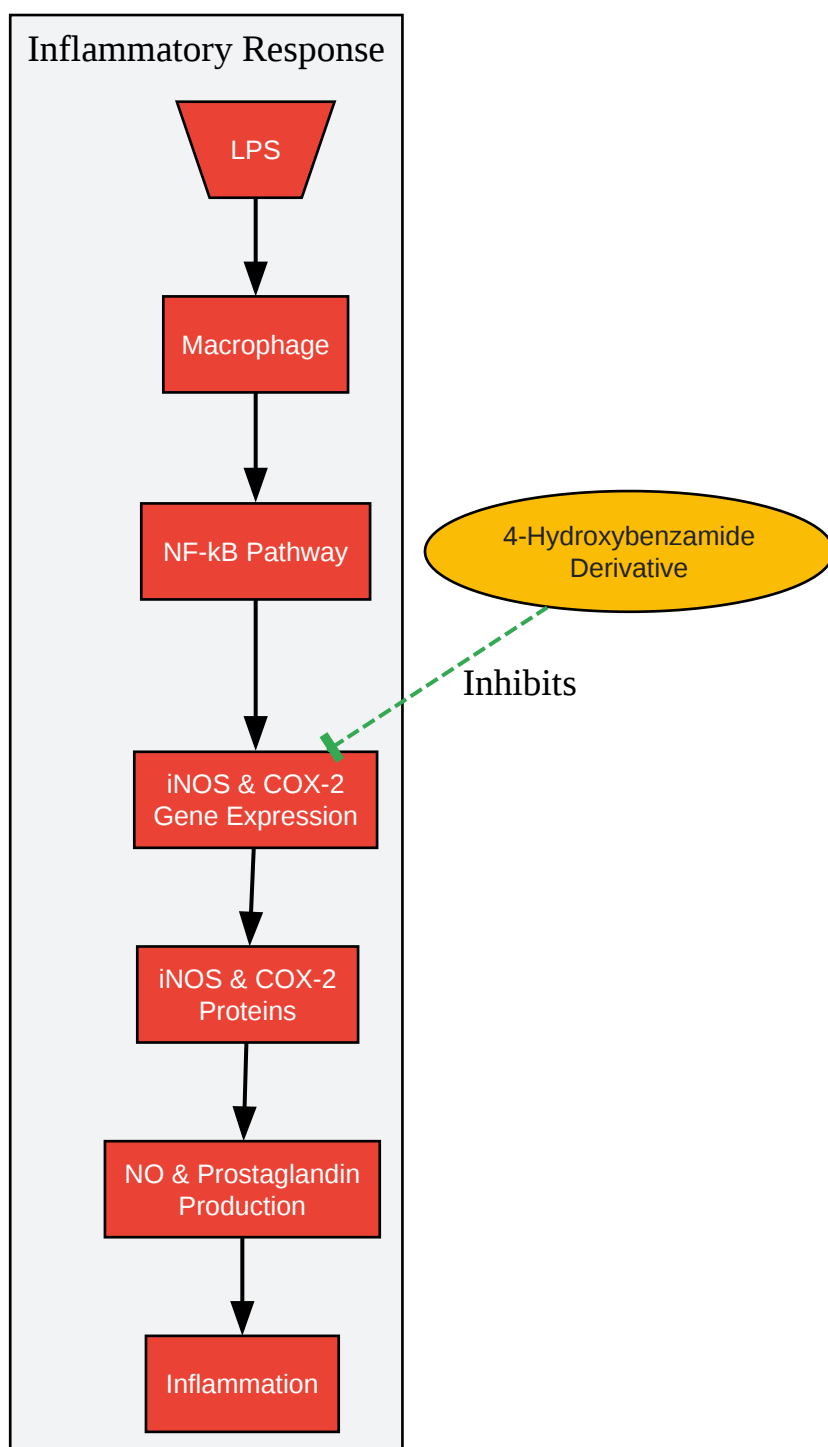 Inflammatory Response
LPS
Macrophage
NF-kB Pathway
4-Hydroxybenzamide
Derivative
Inhibits
iNOS & COX-2
Gene Expression
iNOS & COX-2
Proteins
NO & Prostaglandin
Production
Inflammation